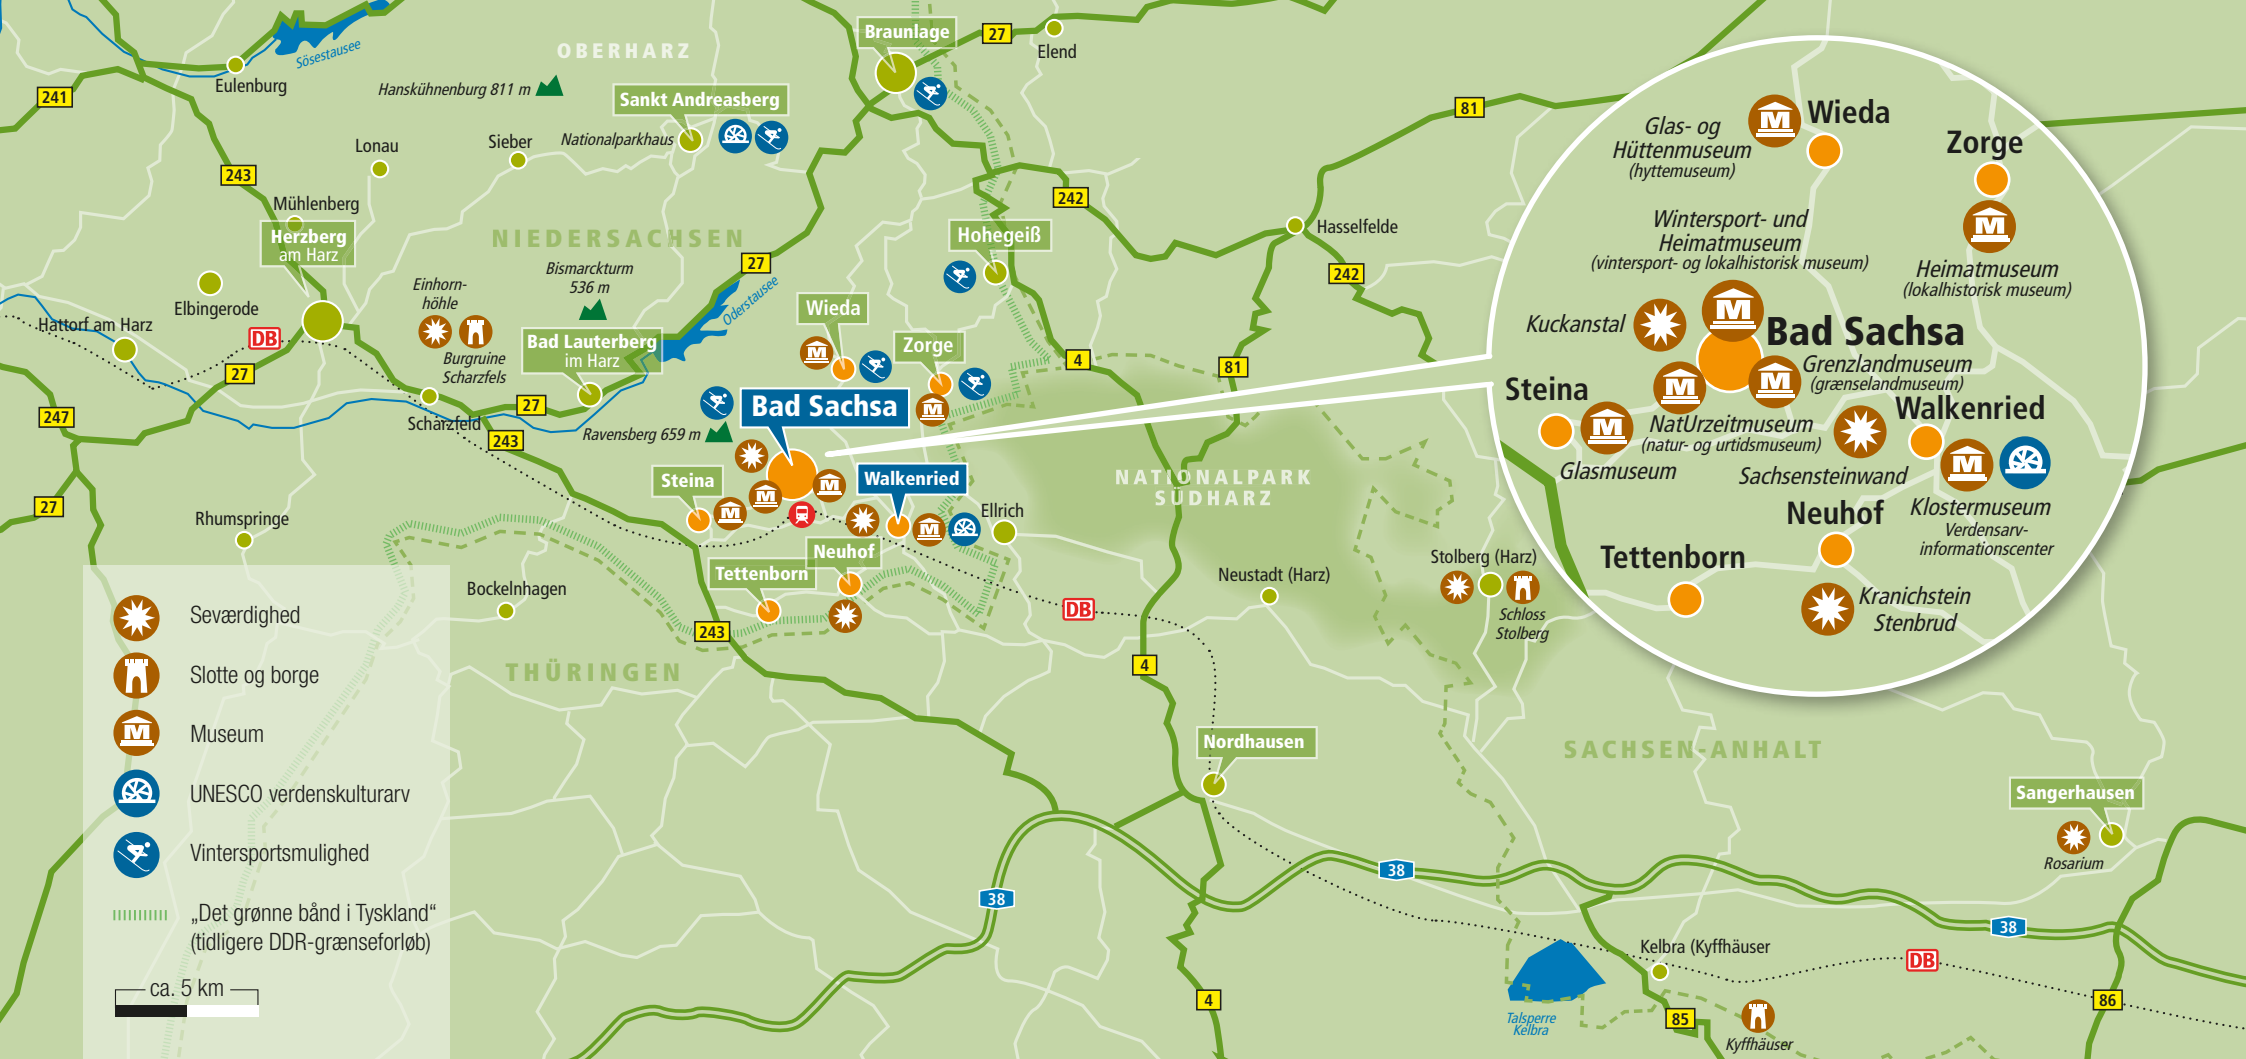 Braunlage
27
Elend
OBERHARZ
Sösestausee
Eulenburg
241
Hanskühnenburg 811 m
Sankt Andreasberg
81
Nationalparkhaus
Sieber
Lonau
243
Mühlenberg
Herzberg
am Harz
242
Hasselfelde
NIEDERSACHSEN
Hohegeiß
27
242
Bismarckturm
536 m
Einhorn-
höhle
Elbingerode
Oderstausee
Wieda
Hattorf am Harz
DB
Bad Lauterberg
im Harz
Zorge
Burgruine
Scharzfels
4
81
27
27
Bad Sachsa
247
Scharzfeld
243
Ravensberg 659 m
NATIONALPARK
SÜDHARZ
Steina
Walkenried
27
Rhumspringe
Ellrich
Neuhof
Tettenborn
Bockelnhagen
Neustadt (Harz)
Stolberg (Harz)
Schloss
Stolberg
DB
243
4
THÜRINGEN
Nordhausen
SACHSEN-ANHALT
Sangerhausen
Rosarium
38
38
38
Kelbra (Kyffhäuser
DB
4
Talsperre
Kelbra
85
Kyffhäuser
86
Wieda
Glas- og
Hüttenmuseum
(hyttemuseum)
Zorge
Heimatmuseum
(lokalhistorisk museum)
Wintersport- und
Heimatmuseum
(vintersport- og lokalhistorisk museum)
Kuckanstal
Bad Sachsa
Grenzlandmuseum
(grænselandmuseum)
Steina
Walkenried
NatUrzeitmuseum
(natur- og urtidsmuseum)
Glasmuseum
Sachsensteinwand
Klostermuseum
Verdensarv-
informationscenter
Neuhof
Tettenborn
Kranichstein
Stenbrud
Seværdighed
Slotte og borge
Museum
UNESCO verdenskulturarv
Vintersportsmulighed
„Det grønne bånd i Tyskland“
(tidligere DDR-grænseforløb)
ca. 5 km